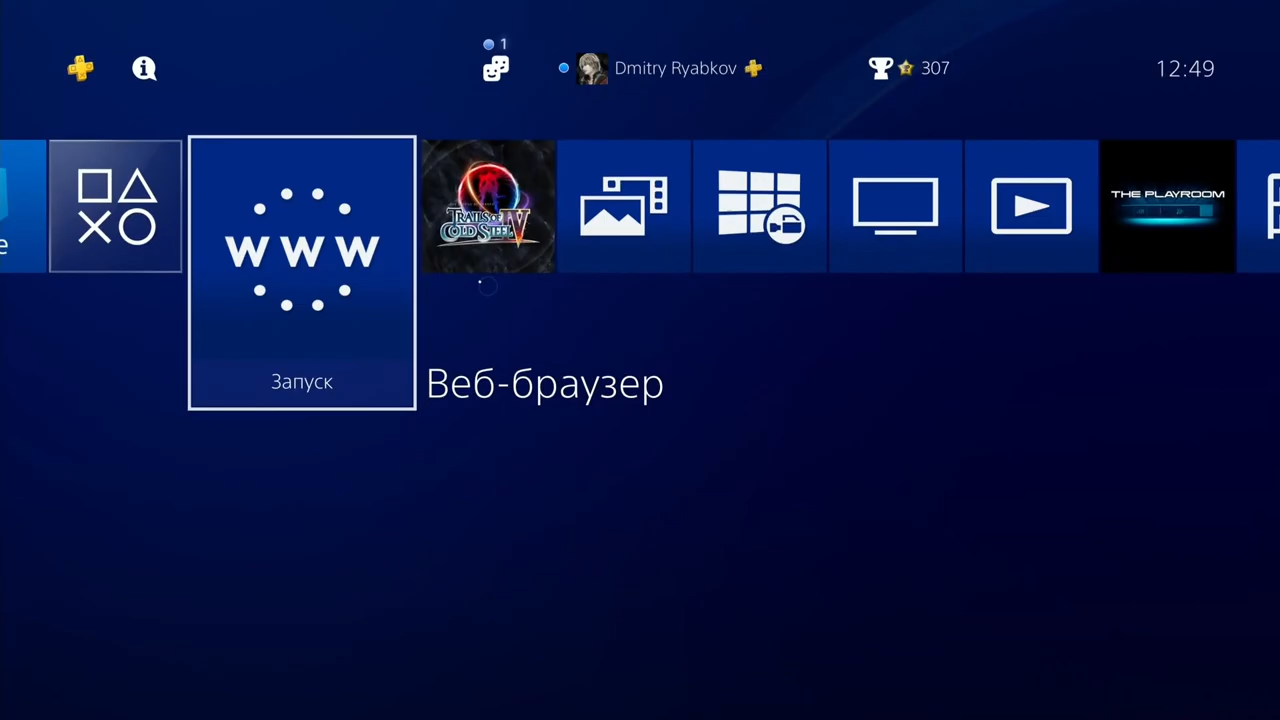 1
Dmitry Ryabkov
307
12:49
e
WWW
TRAILS OF
COLD STEEL IV
THE PLAYROOM
Запуск
Веб-браузер